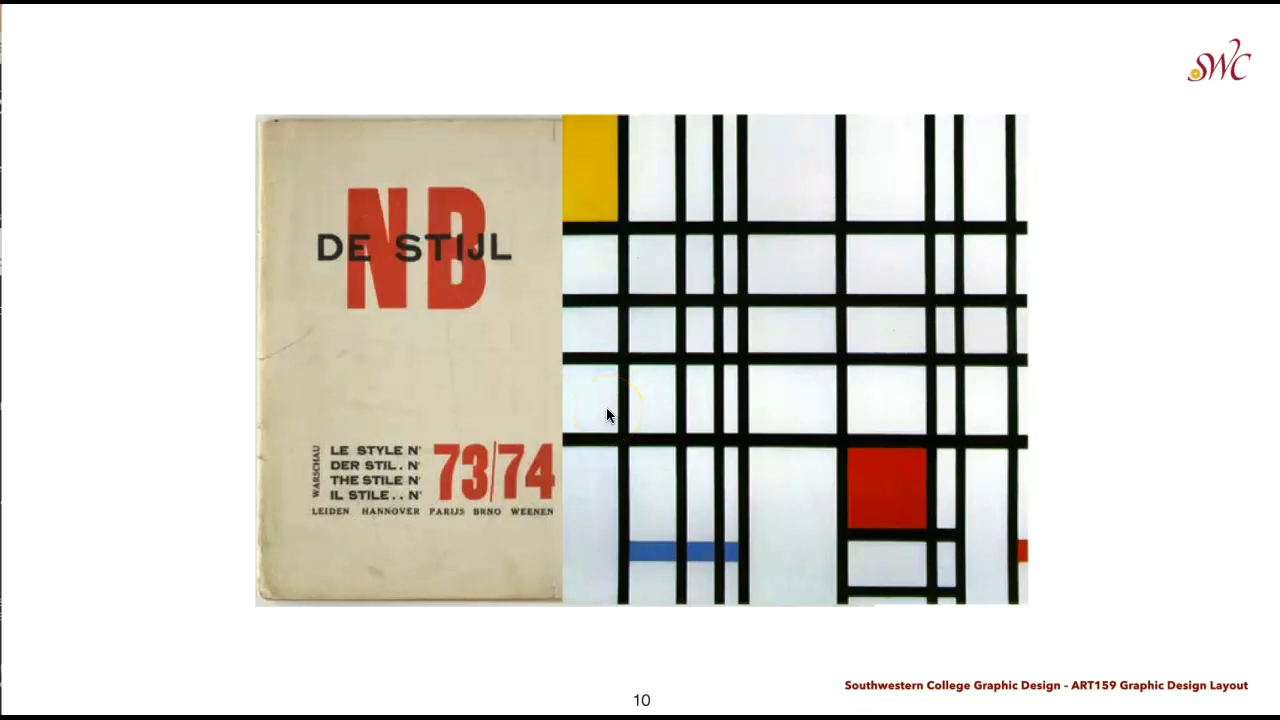 SWC
NB
DE STIJL
WARSCHAU
LE STYLE N°
DER STIL. N°
THE STILE N°
IL STILE.. N°
73/74
LEIDEN HANNOVER PARIJS BRNO WEENEN
Southwestern College Graphic Design – ART159 Graphic Design Layout
10